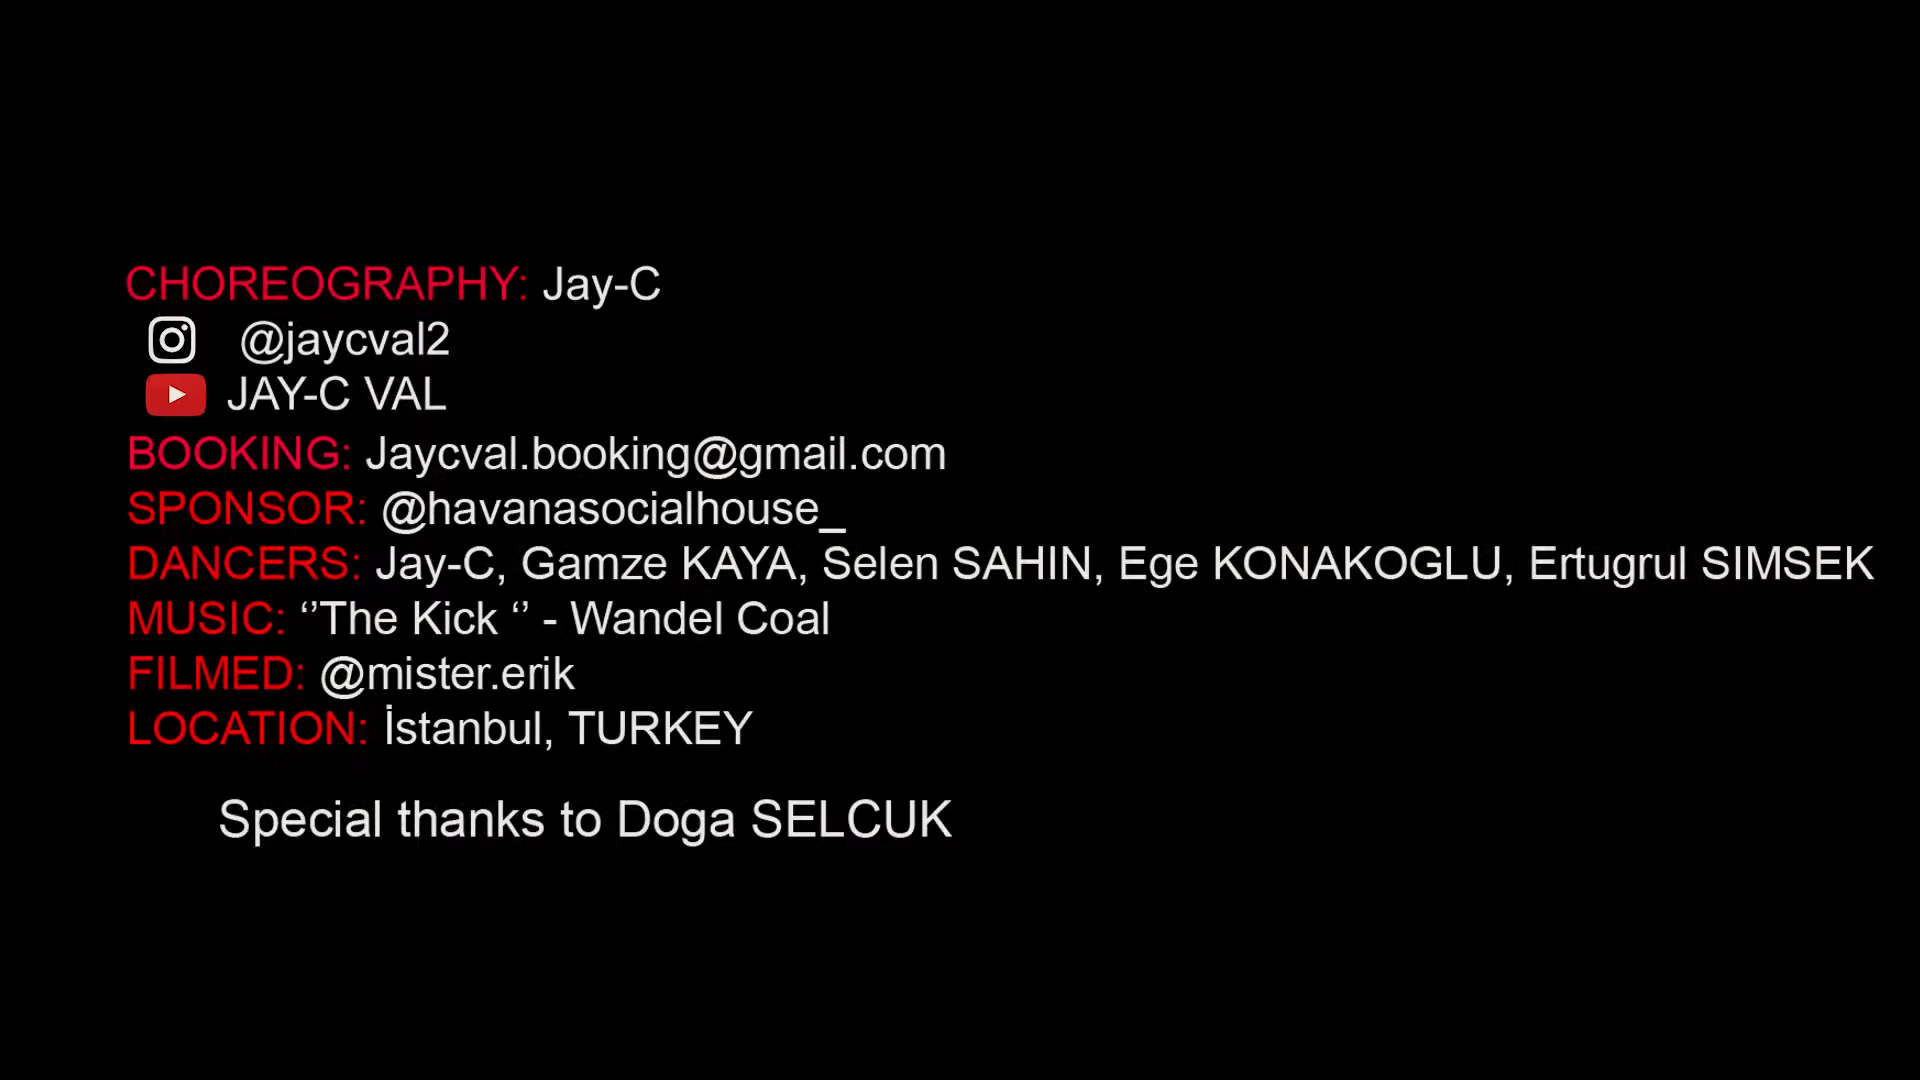 CHOREOGRAPHY: Jay-C
@jaycval2
JAY-C VAL
BOOKING: Jaycval.booking@gmail.com
SPONSOR: @havanasocialhouse_
DANCERS: Jay-C, Gamze KAYA, Selen SAHIN, Ege KONAKOGLU, Ertugrul SIMSEK
MUSIC: ‘’The Kick ‘’ - Wandel Coal
FILMED: @mister.erik
LOCATION: İstanbul, TURKEY
Special thanks to Doga SELCUK